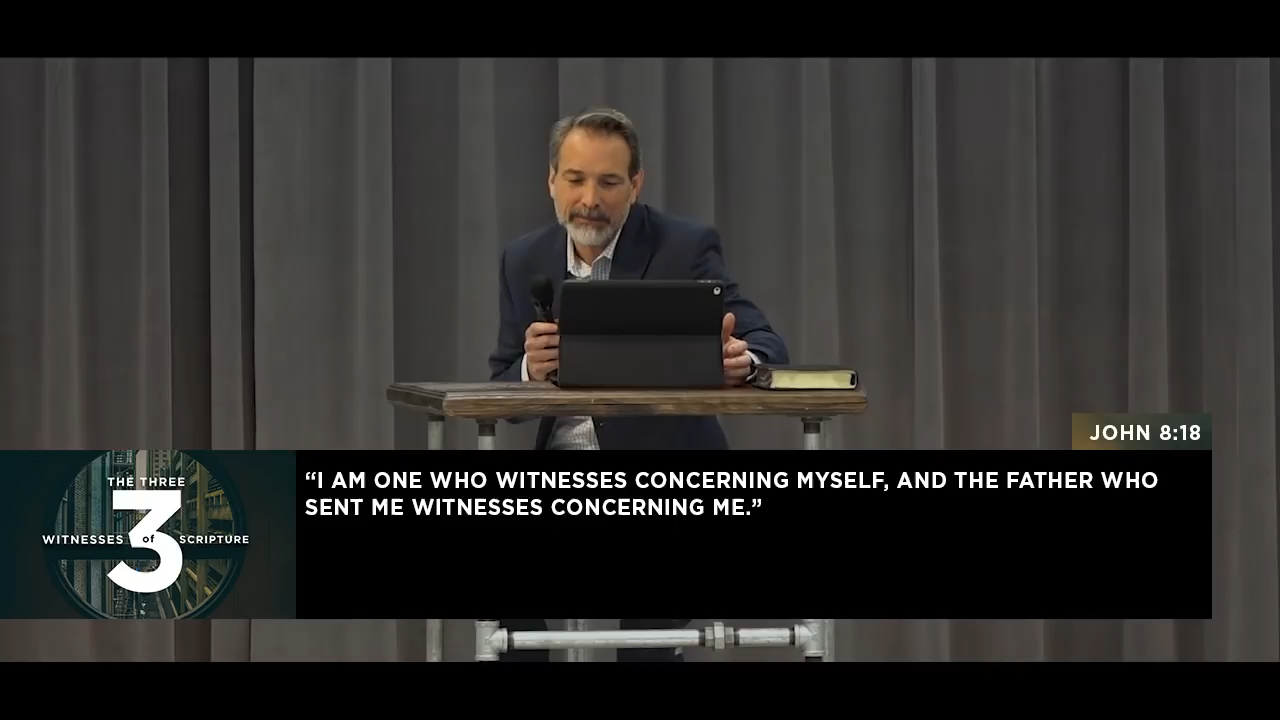 JOHN 8:18
“I AM ONE WHO WITNESSES CONCERNING MYSELF, AND THE FATHER WHO
SENT ME WITNESSES CONCERNING ME.”
THE THREE
3
WITNESSES of SCRIPTURE